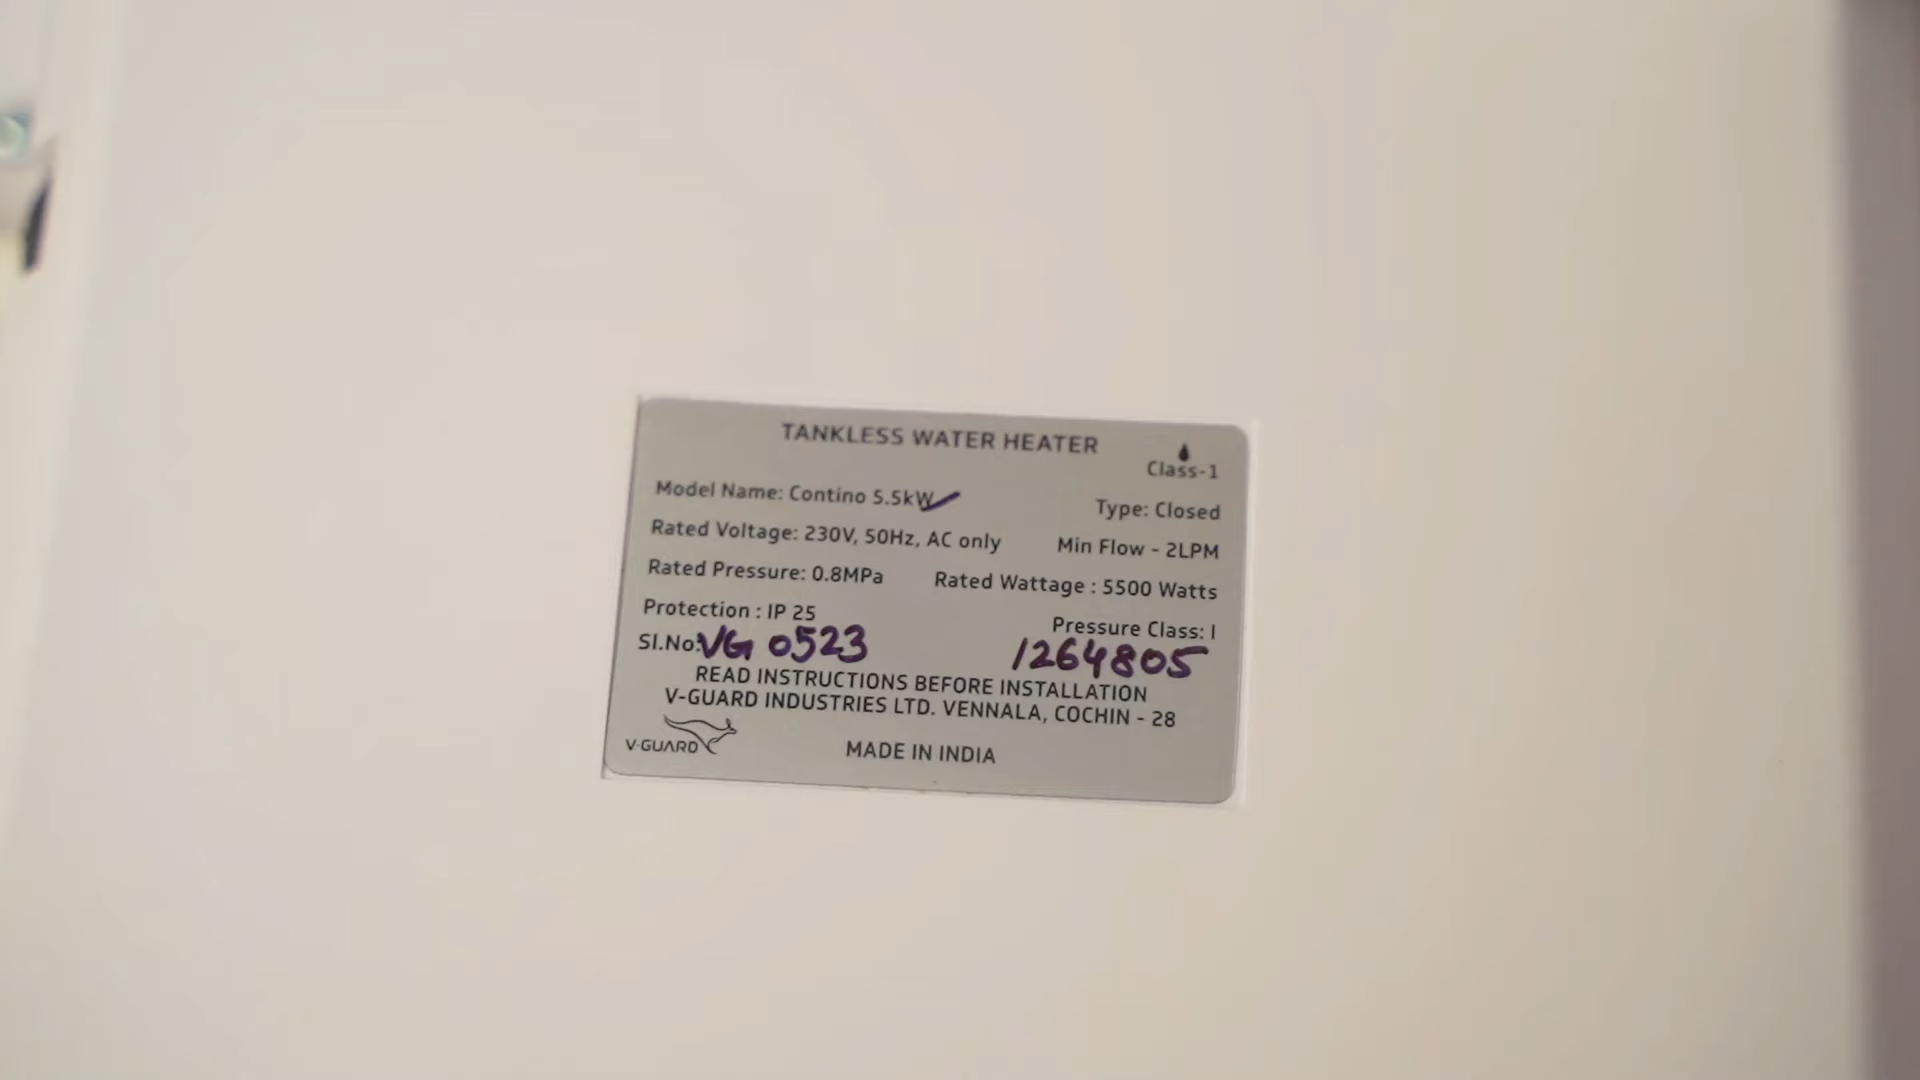 TANKLESS WATER HEATER
Class-1
Model Name: Contino 5.5kW
Type: Closed
Rated Voltage: 230V, 50Hz, AC only
Min Flow - 2LPM
Rated Pressure: 0.8MPa
Rated Wattage : 5500 Watts
Protection : IP 25
Pressure Class: I
Sl.No: VG 0523 1264805
READ INSTRUCTIONS BEFORE INSTALLATION
V-GUARD INDUSTRIES LTD. VENNALA, COCHIN - 28
V-GUARD
MADE IN INDIA